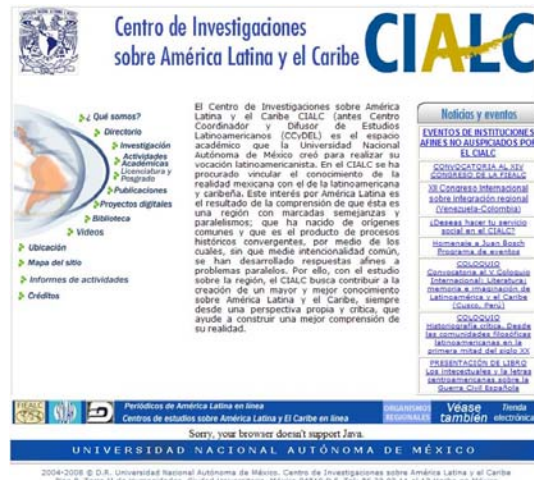 Centro de Investigaciones
sobre América Latina y el Caribe
CIALC
¿ Qué somos?
Directorio
Investigación
Actividades
Académicas
Licenciatura y
Posgrado
Publicaciones
Proyectos digitales
Biblioteca
Videos
Ubicación
Mapa del sitio
Informes de actividades
Créditos
El Centro de Investigaciones sobre América
Latina y el Caribe CIALC (antes Centro
Coordinador y Difusor de Estudios
Latinoamericanos (CCyDEL) es el espacio
académico que la Universidad Nacional
Autónoma de México creó para realizar su
vocación latinoamericanista. En el CIALC se ha
procurado vincular el conocimiento de la
realidad mexicana con el de la latinoamericana
y caribeña. Este interés por América Latina es
el resultado de la comprensión de que ésta es
una región con marcadas semejanzas y
paralelismos; que ha nacido de orígenes
comunes y que es el producto de procesos
históricos convergentes, por medio de los
cuales, sin que medie intencionalidad común,
se han desarrollado respuestas afines a
problemas paralelos. Por ello, con el estudio
sobre la región, el CIALC busca contribuir a la
creación de un mayor y mejor conocimiento
sobre América Latina y el Caribe, siempre
desde una perspectiva propia y crítica, que
ayude a construir una mejor comprensión de
su realidad.
Noticias y eventos
EVENTOS DE INSTITUCIONES
AFINES NO AUSPICIADOS POR
EL CIALC
CONVOCATORIA AL XIV
CONGRESO DE LA FIEALC
XII Congreso Internacional
sobre integración regional
(Venezuela-Colombia)
¿Deseas hacer tu servicio
social en el CIALC?
Homenaje a Juan Bosch
Programa de eventos
COLOQUIO
Convocatoria al V Coloquio
Internacional: Literatura:
memoria e imaginación de
Latinoamérica y el Caribe
(Cusco, Perú)
COLOQUIO
Historiografía crítica. Desde
las comunidades filosóficas
latinoamericanas en la
primera mitad del siglo XX
PRESENTACIÓN DE LIBRO
Los intelectuales y la letras
centroamericanas sobre la
Guerra Civil Española
FIEALC
Periódicos de América Latina en línea
Centros de estudios sobre América Latina y El Caribe en línea
ORGANISMOS
REGIONALES
Véase
también
Tienda
electrónica
Sorry, your browser doesn't support Java.
UNIVERSIDAD NACIONAL AUTÓNOMA DE MÉXICO
2004-2008 © D.R. Universidad Nacional Autónoma de México. Centro de Investigaciones sobre América Latina y el Caribe